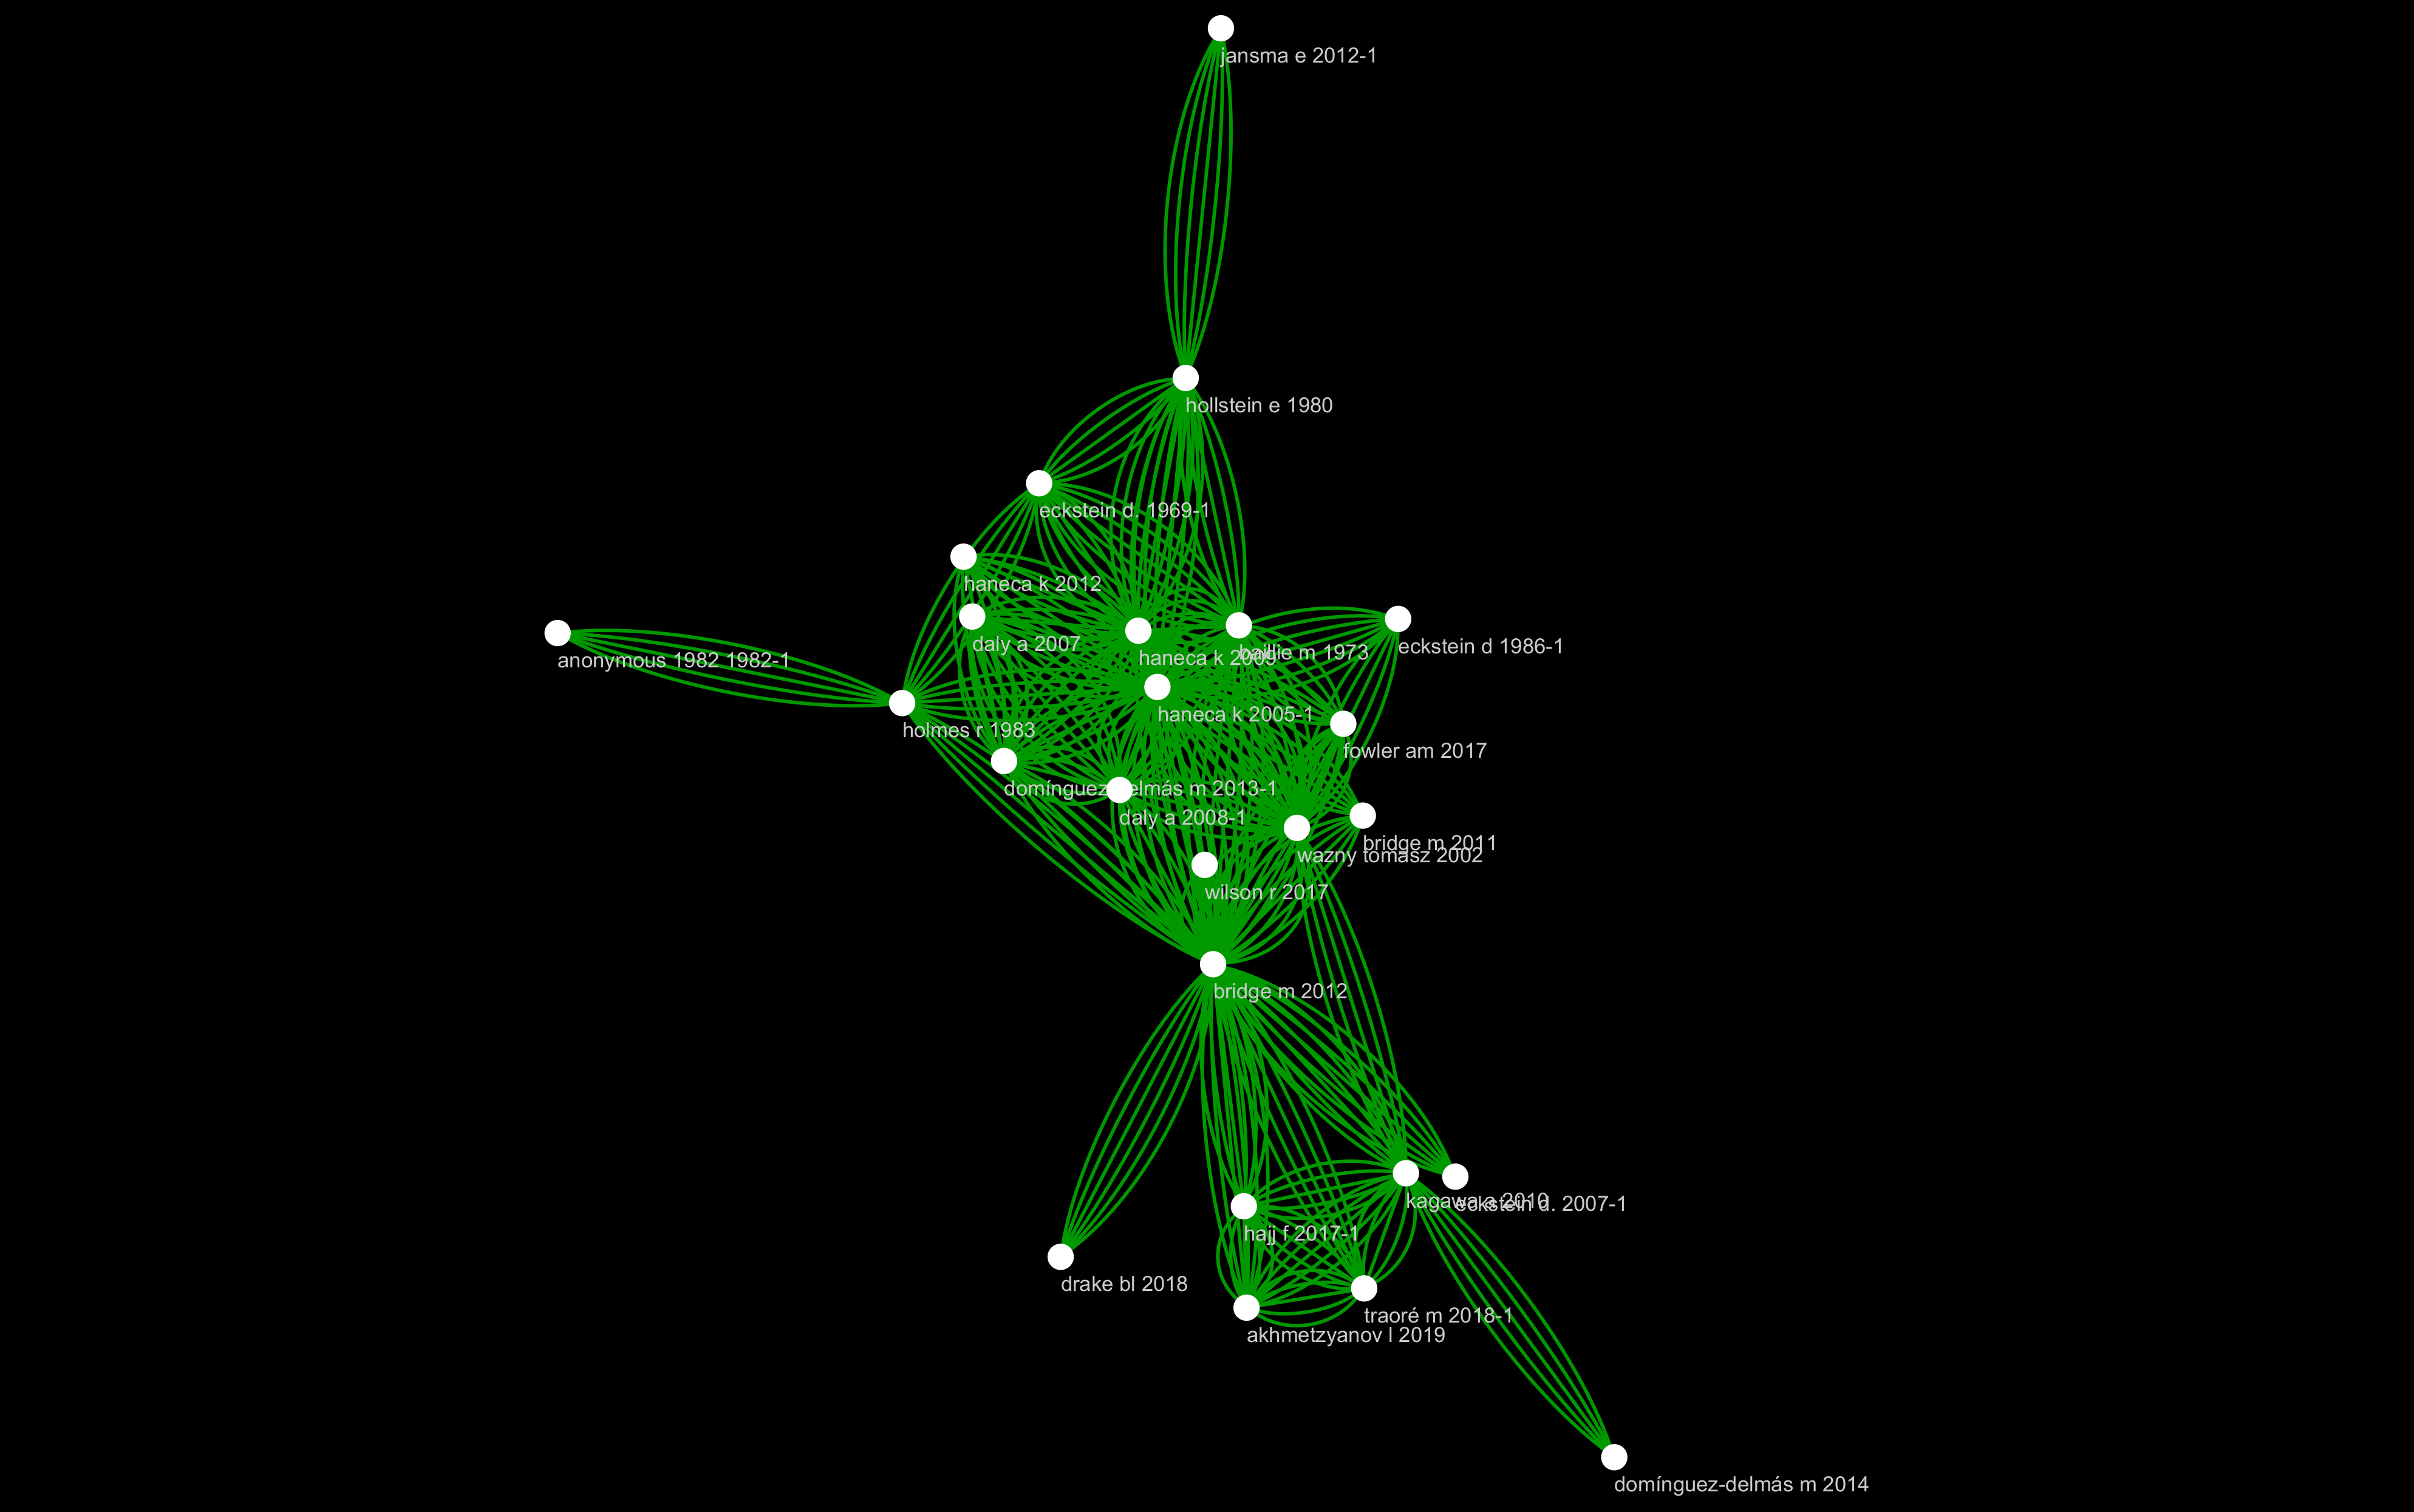 jansma e 2012-1
hollstein e 1980
eckstein d. 1969-1
haneca k 2012
daly a 2007
haneca k 2009
baillie m 1973
eckstein d 1986-1
anonymous 1982 1982-1
haneca k 2005-1
holmes r 1983
fowler am 2017
domínguez-delmás m 2013-1
daly a 2008-1
bridge m 2011
wazny tomasz 2002
wilson r 2017
bridge m 2012
kagawa a 2010
eckstein d. 2007-1
hajj f 2017-1
drake bl 2018
traoré m 2018-1
akhmetzyanov l 2019
domínguez-delmás m 2014